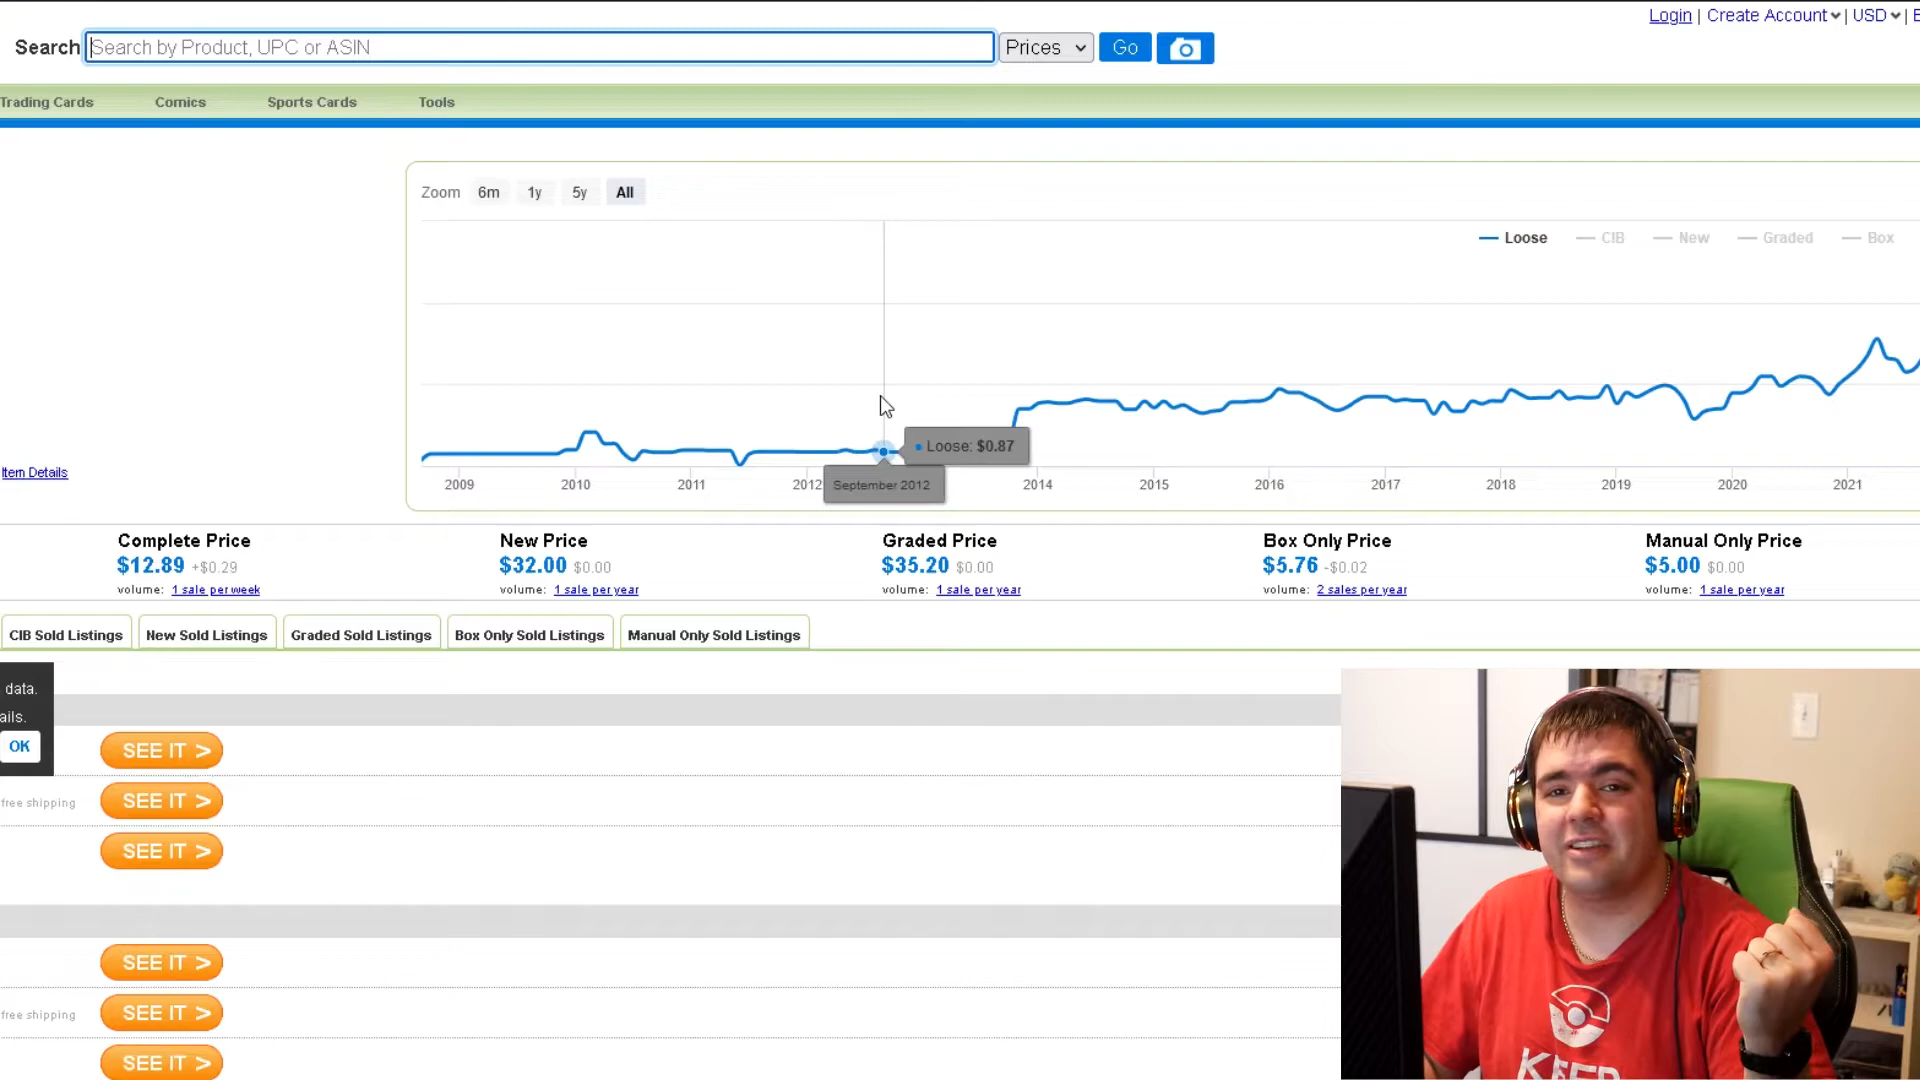 Login | Create Account | USD | E
Search Search by Product, UPC or ASIN Prices Go
Trading Cards Comics Sports Cards Tools
Zoom 6m 1y 5y All
Loose CIB New Graded Box
Loose: $0.87
Item Details
2009 2010 2011 2012 September 2012 2014 2015 2016 2017 2018 2019 2020 2021
Complete Price New Price Graded Price Box Only Price Manual Only Price
$12.89 +$0.29 $32.00 $0.00 $35.20 $0.00 $5.76 -$0.02 $5.00 $0.00
volume: 1 sale per week volume: 1 sale per year volume: 1 sale per year volume: 2 sales per year volume: 1 sale per year
CIB Sold Listings New Sold Listings Graded Sold Listings Box Only Sold Listings Manual Only Sold Listings
data.
ails.
OK
SEE IT >
free shipping SEE IT >
SEE IT >
SEE IT >
free shipping SEE IT >
SEE IT >
KEEP